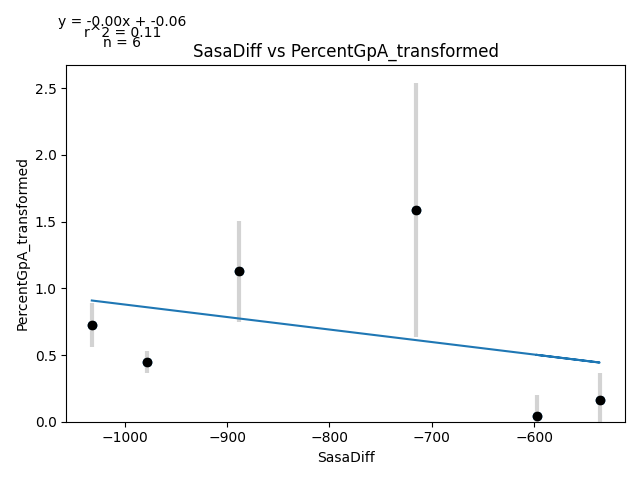 y = -0.00x + -0.06
r^2 = 0.11
n = 6
SasaDiff vs PercentGpA_transformed
2.5
2.0
1.5
1.0
0.5
0.0
PercentGpA_transformed
−1000 −900 −800 −700 −600
SasaDiff